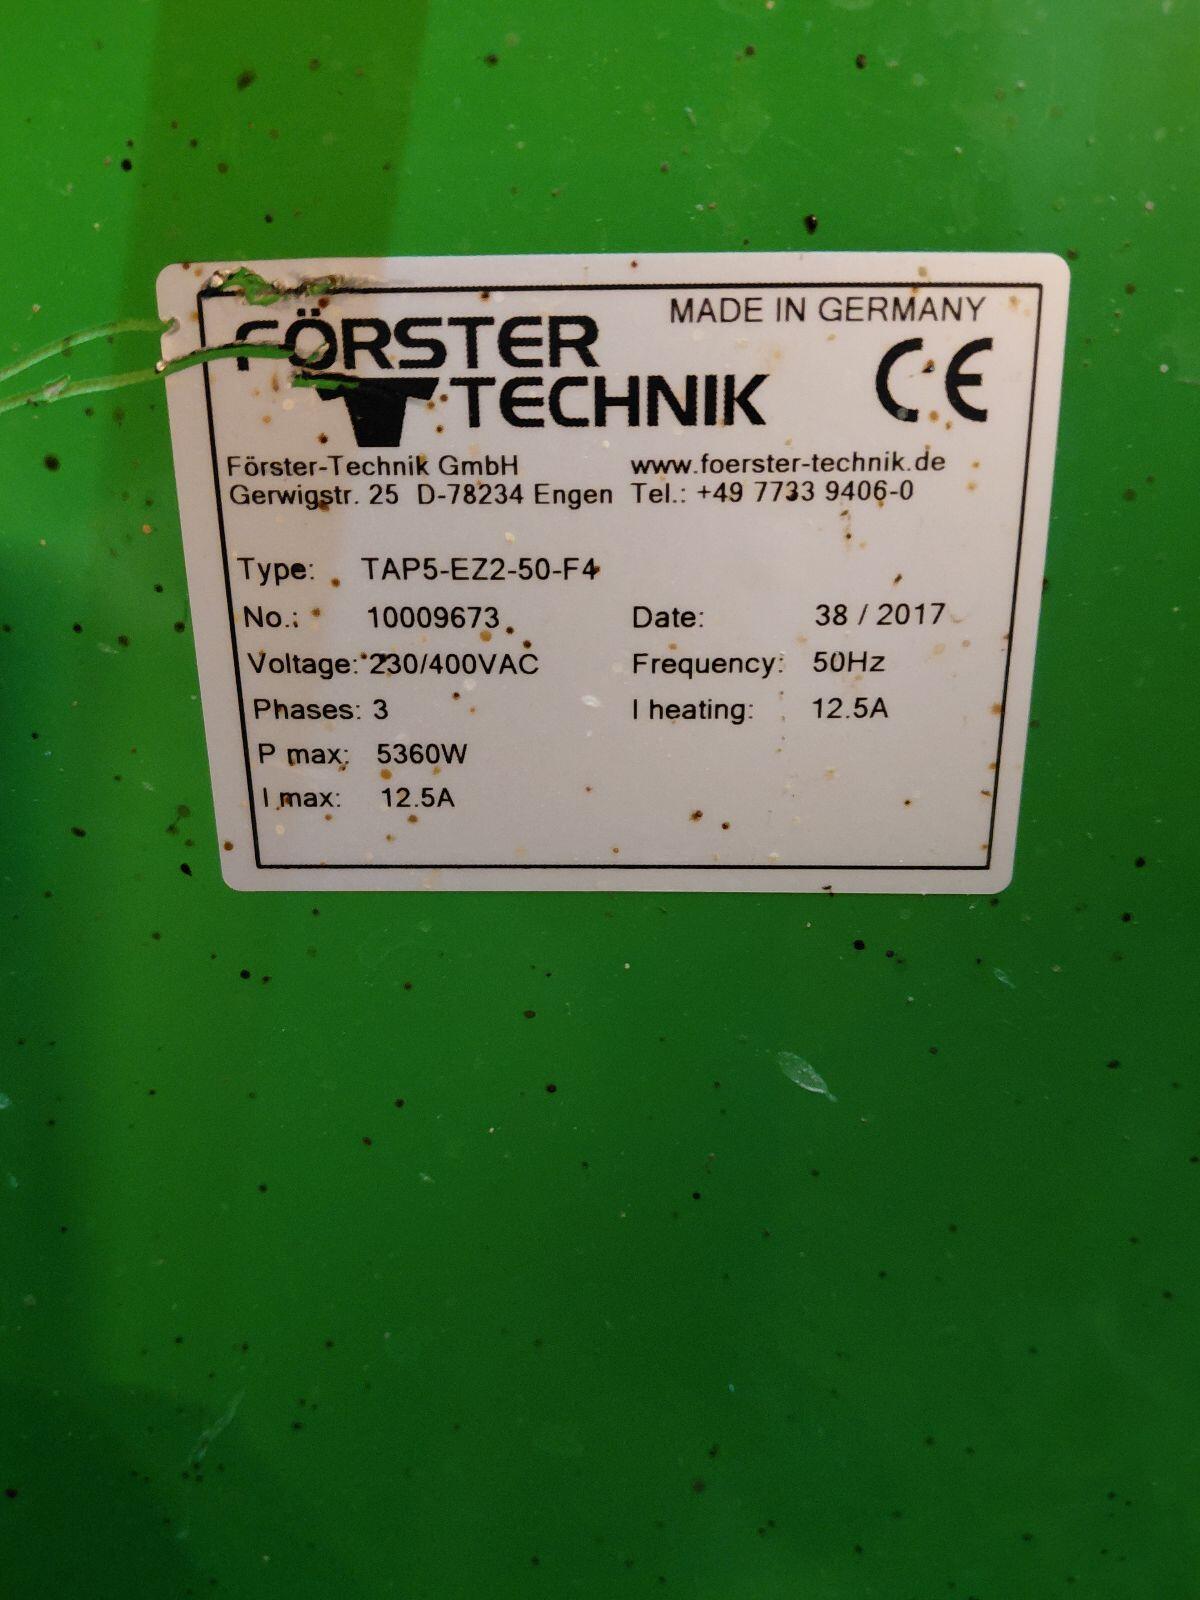 MADE IN GERMANY
FÖRSTER
TECHNIK
CE
Förster-Technik GmbH www.foerster-technik.de
Gerwigstr. 25 D-78234 Engen Tel.: +49 7733 9406-0
Type: TAP5-EZ2-50-F4
No.: 10009673 Date: 38 / 2017
Voltage: 230/400VAC Frequency: 50Hz
Phases: 3 I heating: 12.5A
P max: 5360W
I max: 12.5A